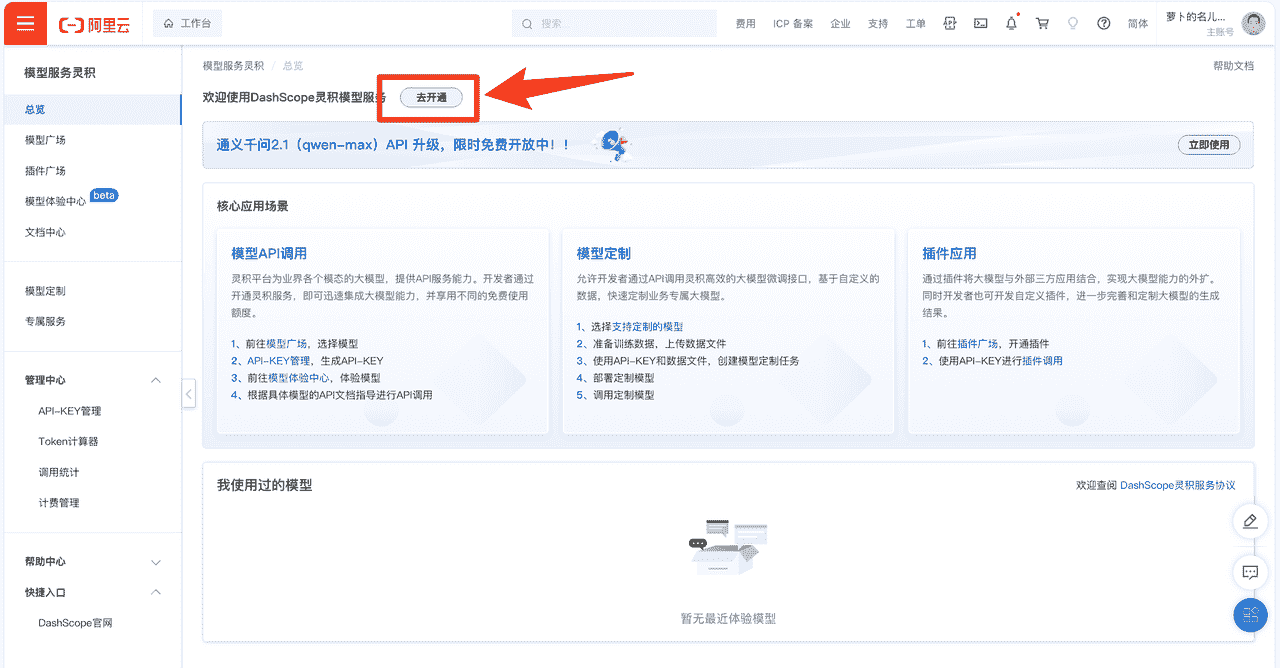 阿里云
工作台
搜索...
费用
ICP 备案
企业
支持
工单
简体
萝卜的名儿...
主账号
模型服务灵积
总览
模型广场
插件广场
模型体验中心
beta
文档中心
模型定制
专属服务
管理中心
API-KEY管理
Token计算器
调用统计
计费管理
帮助中心
快捷入口
DashScope官网
模型服务灵积 / 总览
帮助文档
欢迎使用DashScope灵积模型服务
去开通
通义千问2.1（qwen-max）API 升级，限时免费开放中！！
立即使用
核心应用场景
模型API调用
灵积平台为业界各个模态的大模型，提供API服务能力。开发者通过
开通灵积服务，即可迅速集成大模型能力，并享用不同的免费使用
额度。
1、前往模型广场，选择模型
2、API-KEY管理，生成API-KEY
3、前往模型体验中心，体验模型
4、根据具体模型的API文档指导进行API调用
模型定制
允许开发者通过API调用灵积高效的大模型微调接口，基于自定义的
数据，快速定制业务专属大模型。
1、选择支持定制的模型
2、准备训练数据，上传数据文件
3、使用API-KEY和数据文件，创建模型定制任务
4、部署定制模型
5、调用定制模型
插件应用
通过插件将大模型与外部三方应用结合，实现大模型能力的外扩。
同时开发者也可开发自定义插件，进一步完善和定制大模型的生成
结果。
1、前往插件广场，开通插件
2、使用API-KEY进行插件调用
我使用过的模型
欢迎查阅 DashScope灵积服务协议
暂无最近体验模型